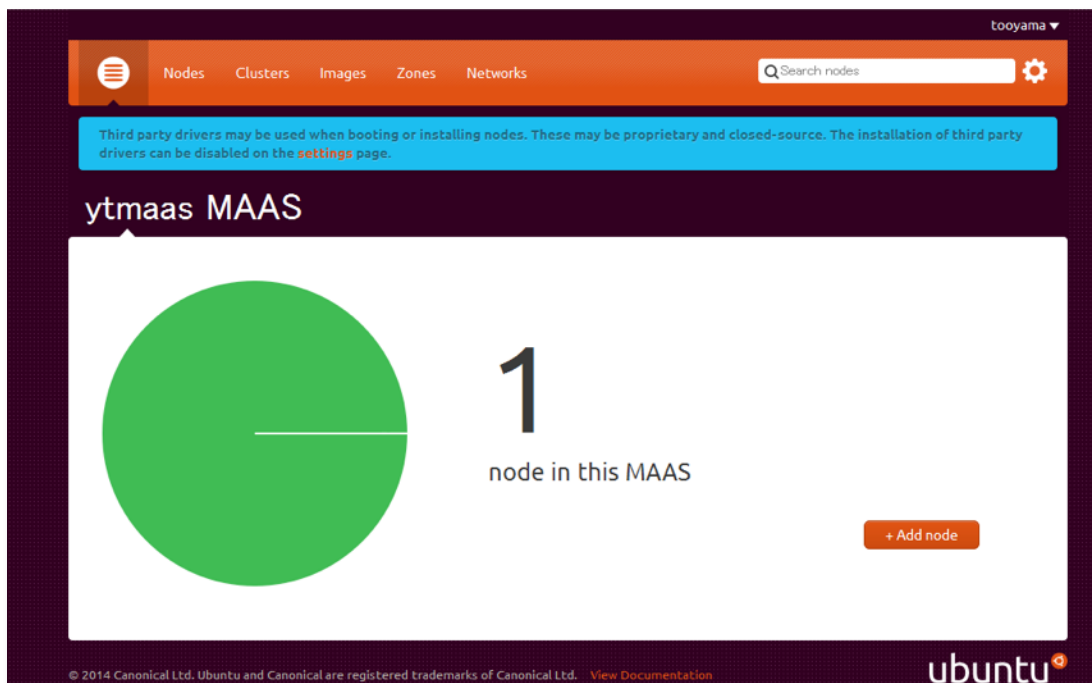 tooyama
Nodes Clusters Images Zones Networks Search nodes
Third party drivers may be used when booting or installing nodes. These may be proprietary and closed-source. The installation of third party
drivers can be disabled on the settings page.
ytmaas MAAS
1
node in this MAAS
+ Add node
© 2014 Canonical Ltd. Ubuntu and Canonical are registered trademarks of Canonical Ltd. View Documentation
ubuntu